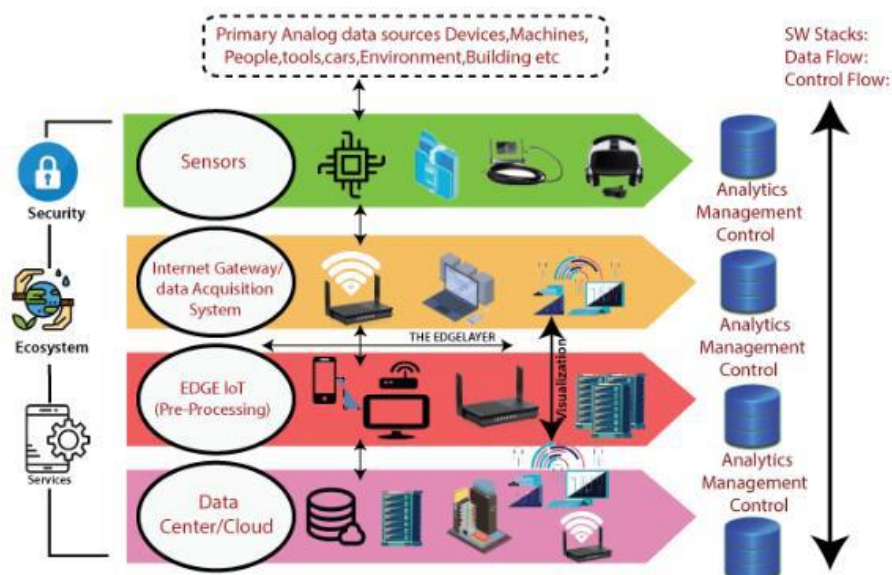 Primary Analog data sources Devices,Machines,
People,tools,cars,Environment,Building etc
SW Stacks:
Data Flow:
Control Flow:
Sensors
Security
Analytics
Management
Control
Internet Gateway/
data Acquisition
System
Ecosystem
THE EDGELAYER
Visualization
Analytics
Management
Control
EDGE IoT
(Pre-Processing)
Services
Analytics
Management
Control
Data
Center/Cloud